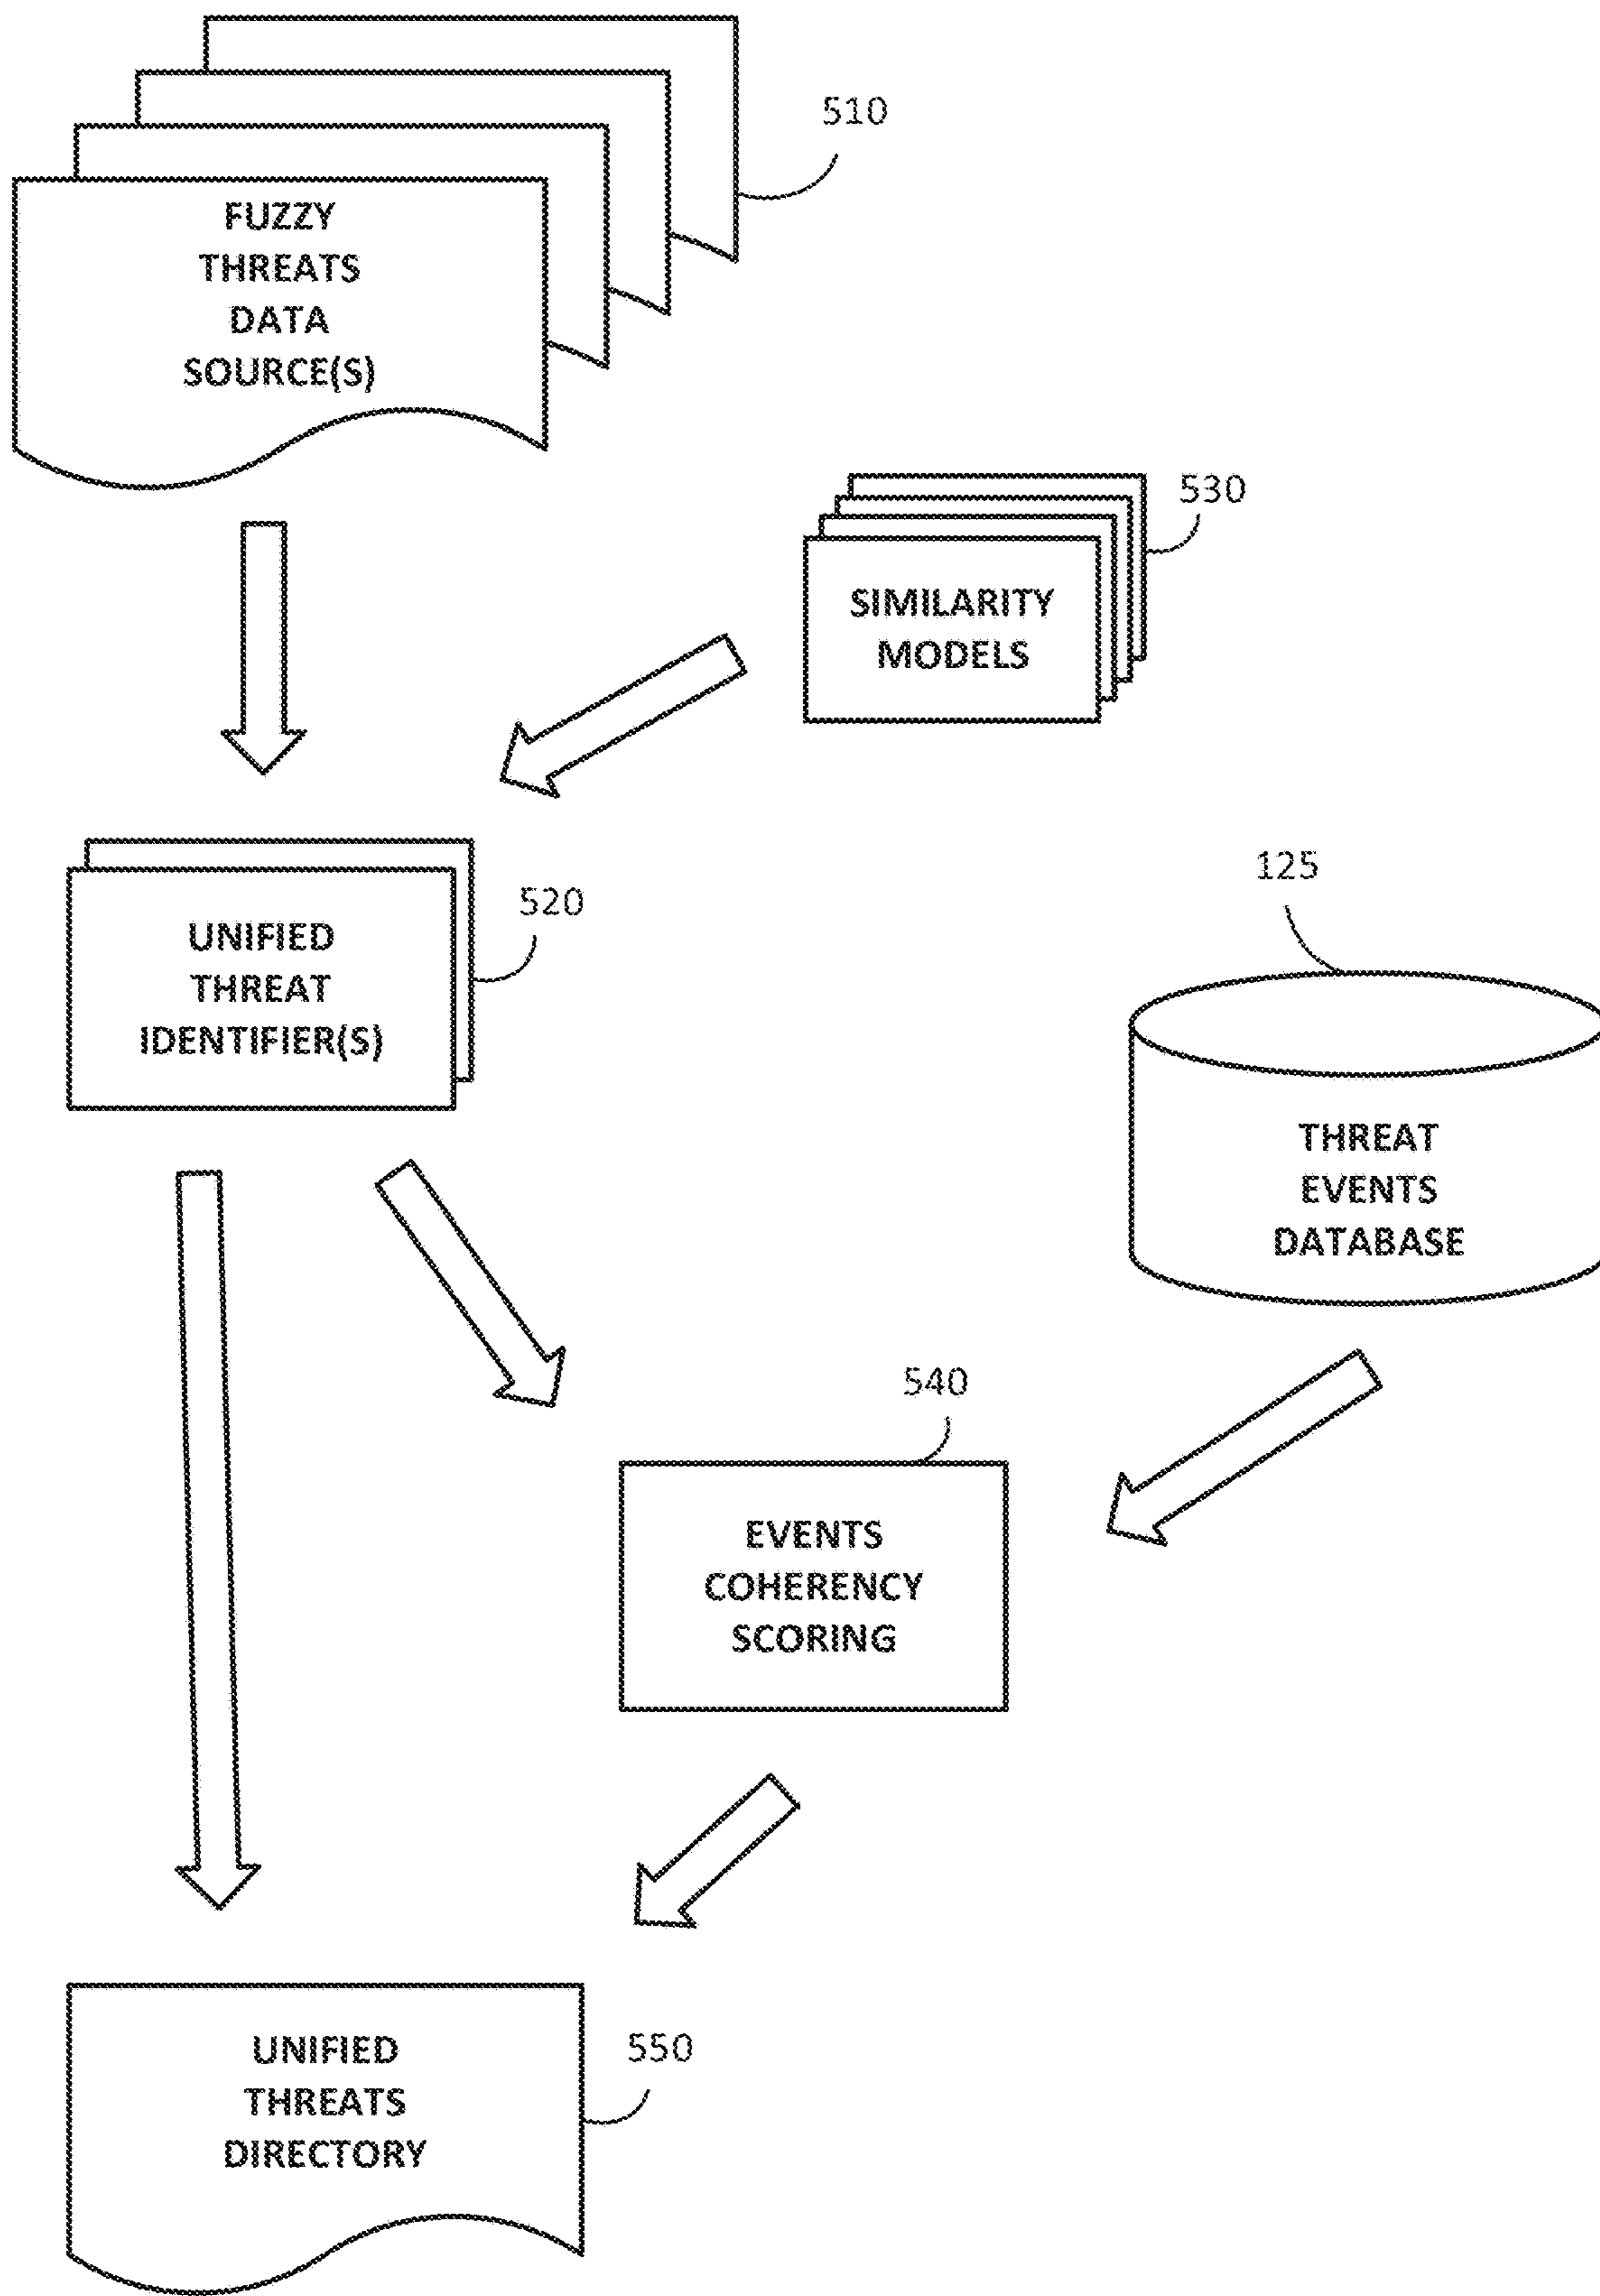 510
FUZZY
THREATS
DATA
SOURCE(S)
530
SIMILARITY
MODELS
520
UNIFIED
THREAT
IDENTIFIER(S)
125
THREAT
EVENTS
DATABASE
540
EVENTS
COHERENCY
SCORING
550
UNIFIED
THREATS
DIRECTORY